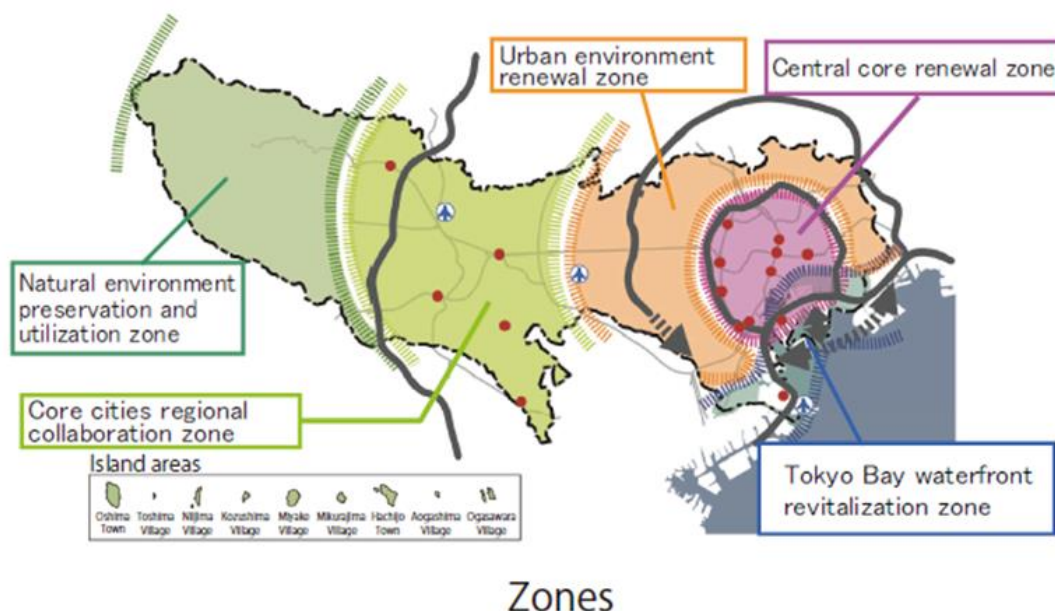 Urban environment
renewal zone
Central core renewal zone
Natural environment
preservation and
utilization zone
Core cities regional
collaboration zone
Tokyo Bay waterfront
revitalization zone
Island areas
Oshima
Town
Toshima
Village
Niijima
Village
Kozushima
Village
Miyake
Village
Mikurajima
Village
Hachijo
Town
Aogashima
Village
Ogasawara
Village
Zones